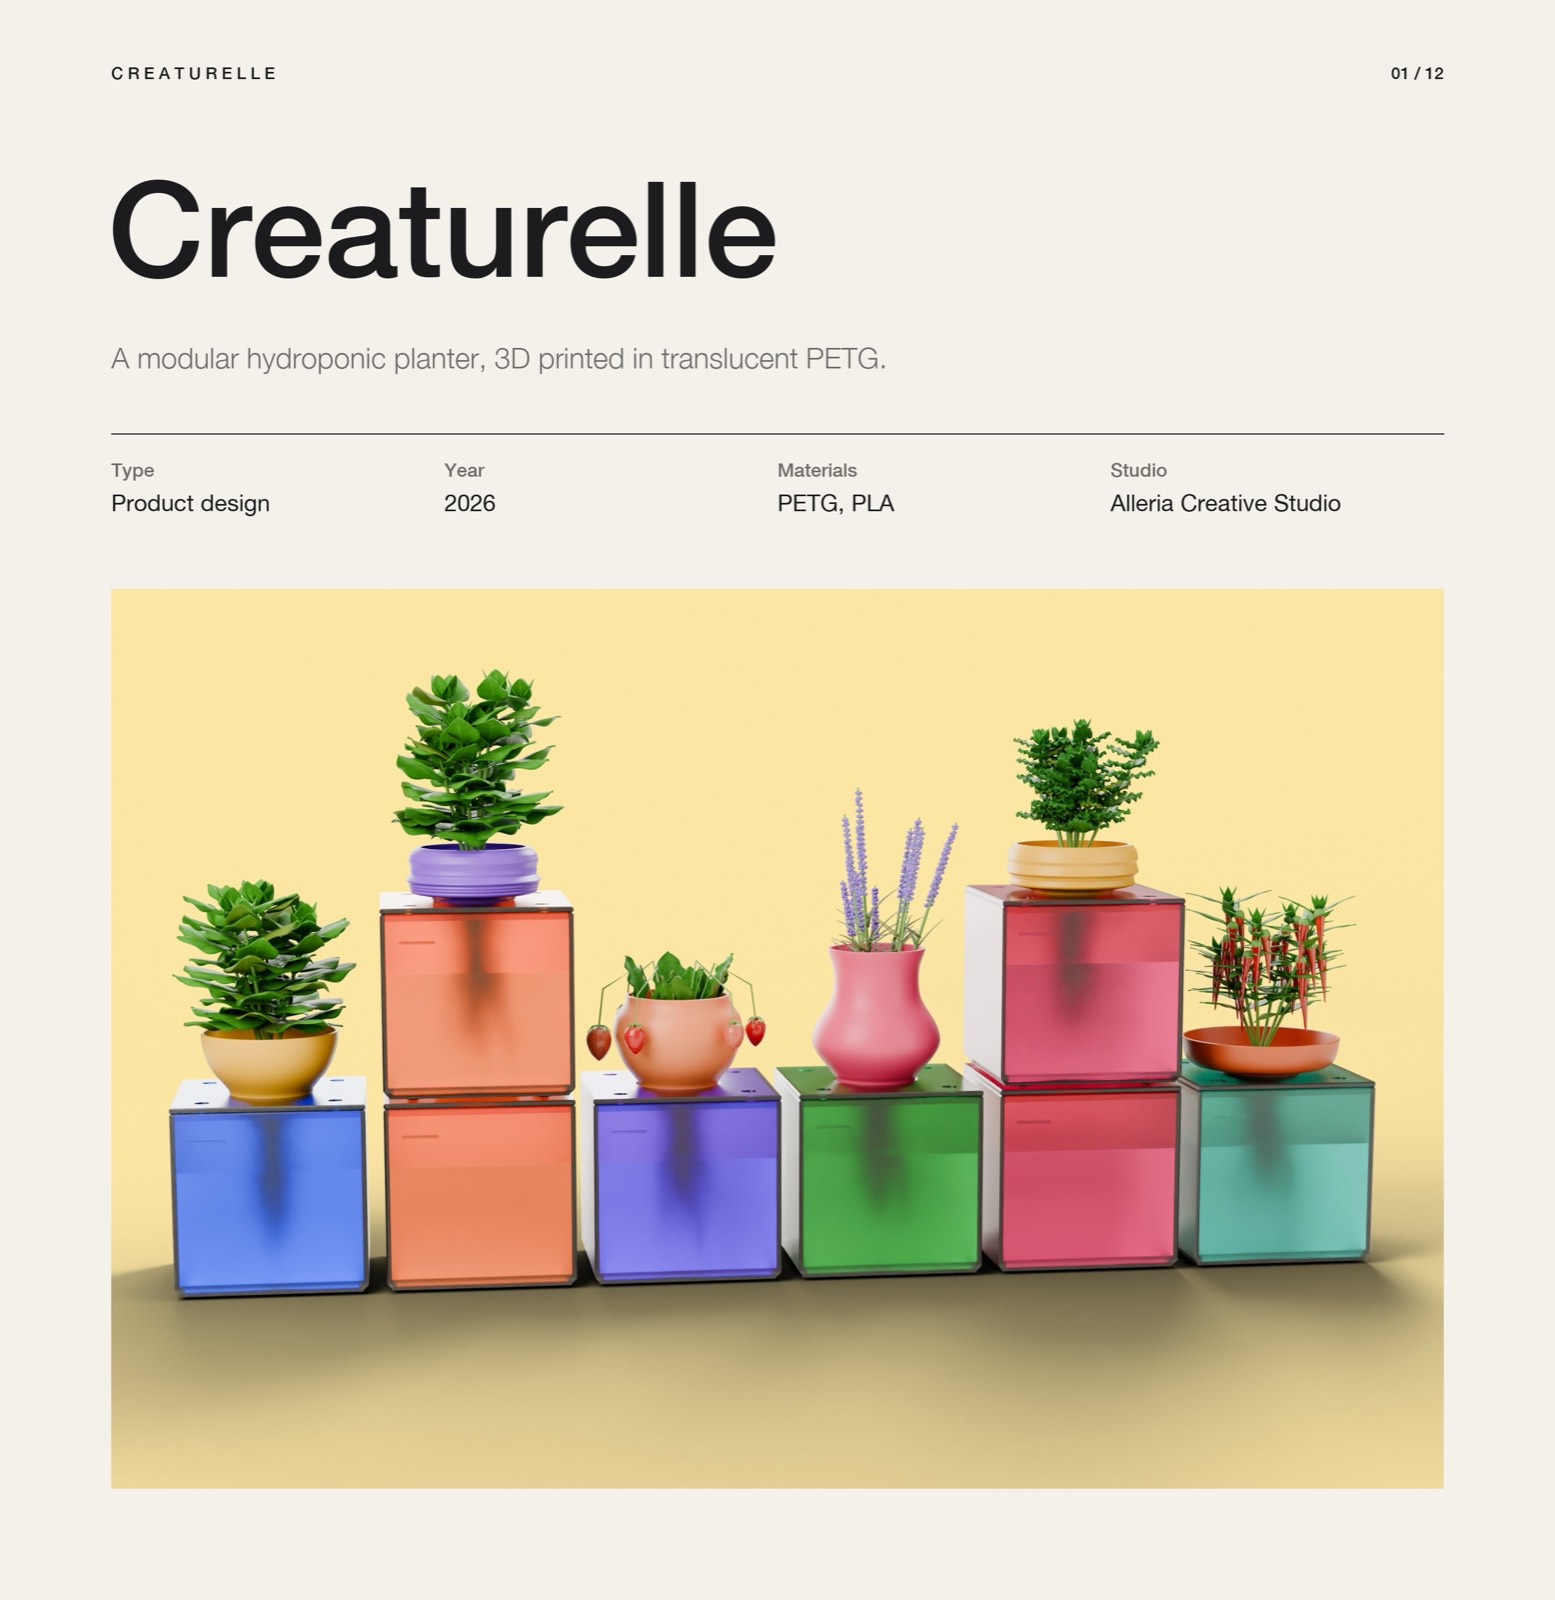 CREATURELLE
01 / 12
Creaturelle
A modular hydroponic planter, 3D printed in translucent PETG.
Type
Product design
Year
2026
Materials
PETG, PLA
Studio
Alleria Creative Studio